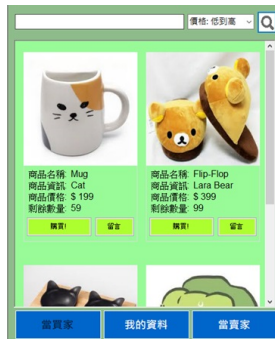 價格: 低到高
商品名稱: Mug
商品資訊: Cat
商品價格: $ 199
剩餘數量: 59
購買!
留言
商品名稱: Flip-Flop
商品資訊: Lara Bear
商品價格: $ 399
剩餘數量: 99
購買!
留言
當買家
我的資料
當賣家